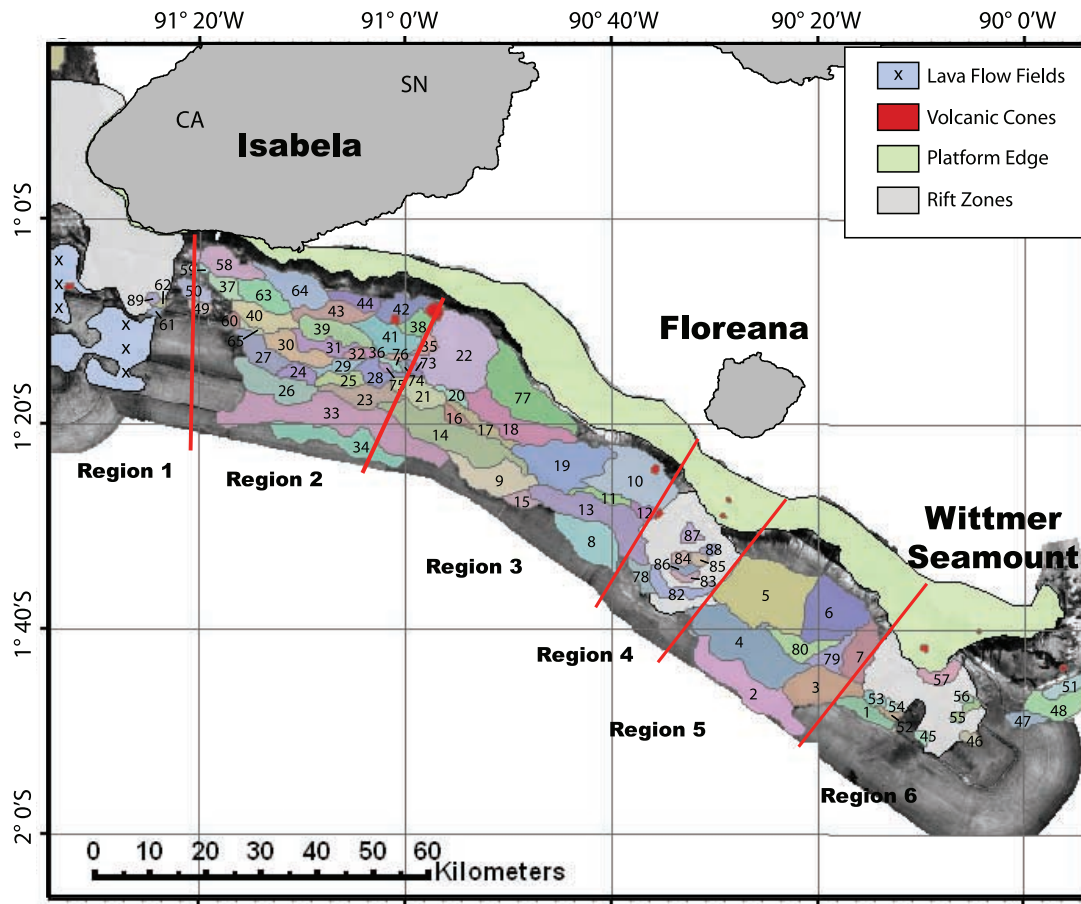 91° 20'W 91° 0'W 90° 40'W 90° 20'W 90° 0'W
x Lava Flow Fields
Volcanic Cones
Platform Edge
Rift Zones
SN
CA
Isabela
1° 0'S
x
x
x
x
x
x
59 58
62 50 37 63 64
89 49 44 42
61 60 40 43 38
65 39 41 35
27 30 31 32 36 76 73 22
24 29 28 75 74
26 25 23 21 20 77
33 16
14 17 18
34
1° 20'S
Floreana
Region 1
Region 2
9 19 10
15 11
13 12
8
Region 3
87
84 88
86 85
78 83
82
Wittmer
Seamount
5 6
1° 40'S
4 80 79 7
Region 4
2 3
57
53 54 56 51
1 52 55 47 48
45 46
Region 5
Region 6
2° 0'S
0 10 20 30 40 50 60
Kilometers